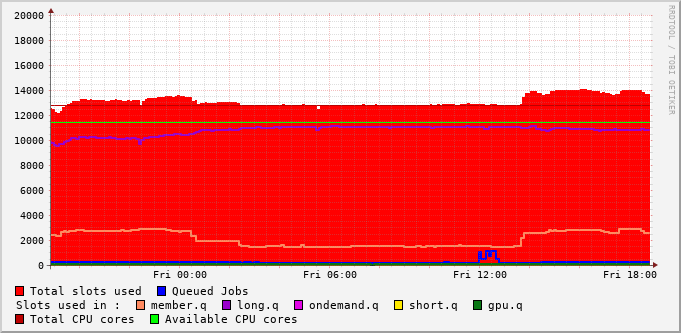 20000
18000
16000
14000
12000
10000
8000
6000
4000
2000
0
Fri 00:00 Fri 06:00 Fri 12:00 Fri 18:00
Total slots used Queued Jobs
Slots used in : member.q long.q ondemand.q short.q gpu.q
Total CPU cores Available CPU cores
RRDTOOL / TOBI OETIKER